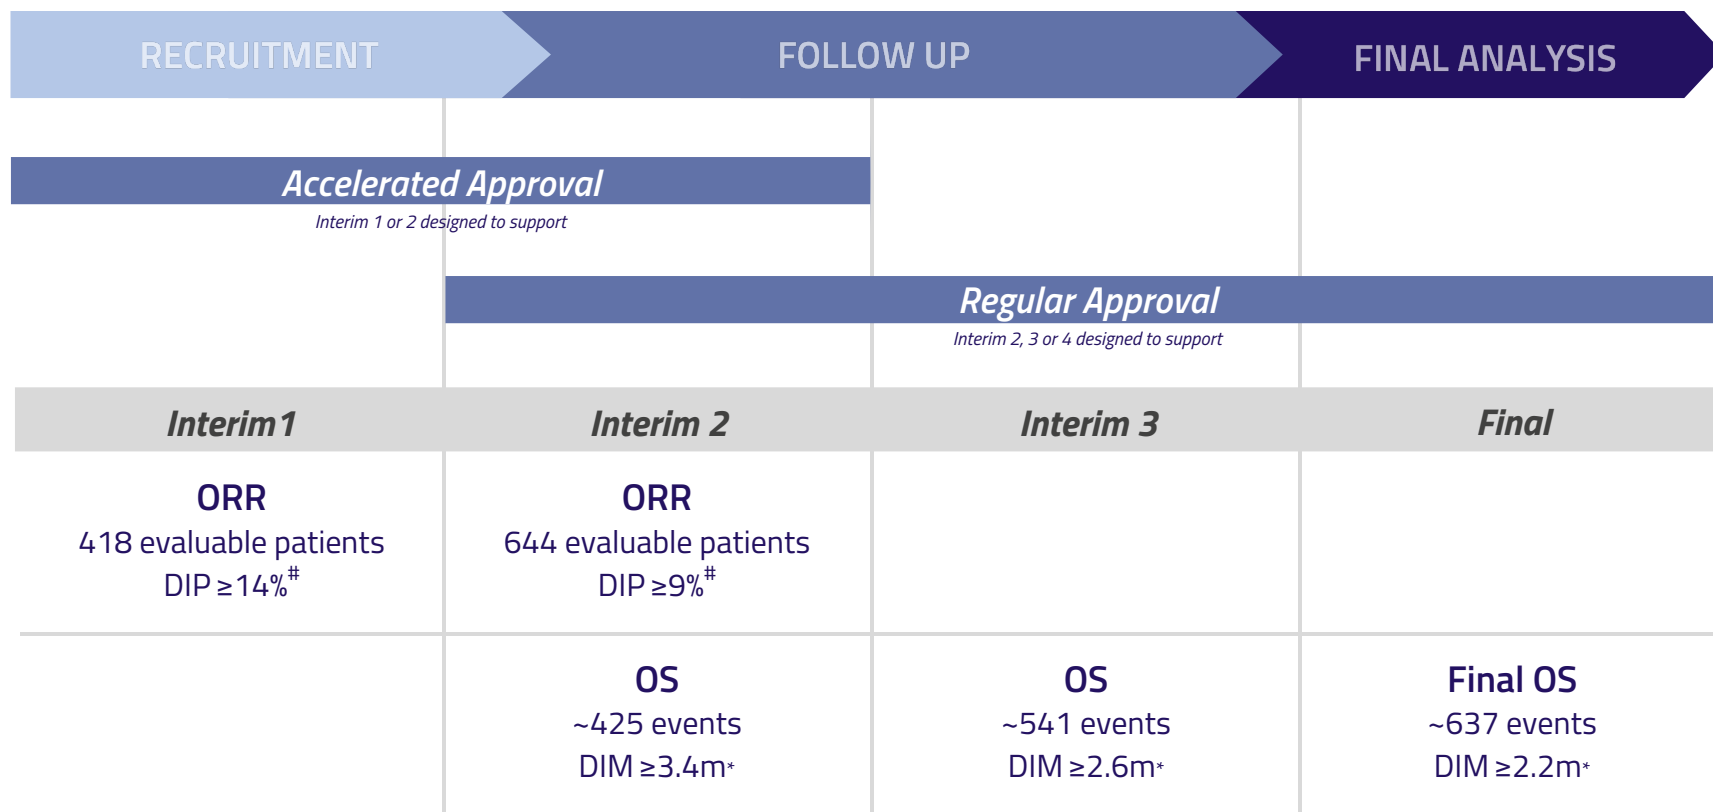 RECRUITMENT
FOLLOW UP
FINAL ANALYSIS
Accelerated Approval
Interim 1 or 2 designed to support
Regular Approval
Interim 2, 3 or 4 designed to support
Interim1
Interim 2
Interim 3
Final
ORR
418 evaluable patients
DIP ≥14%#
ORR
644 evaluable patients
DIP ≥9%#
OS
~425 events
DIM ≥3.4m*
OS
~541 events
DIM ≥2.6m*
Final OS
~637 events
DIM ≥2.2m*